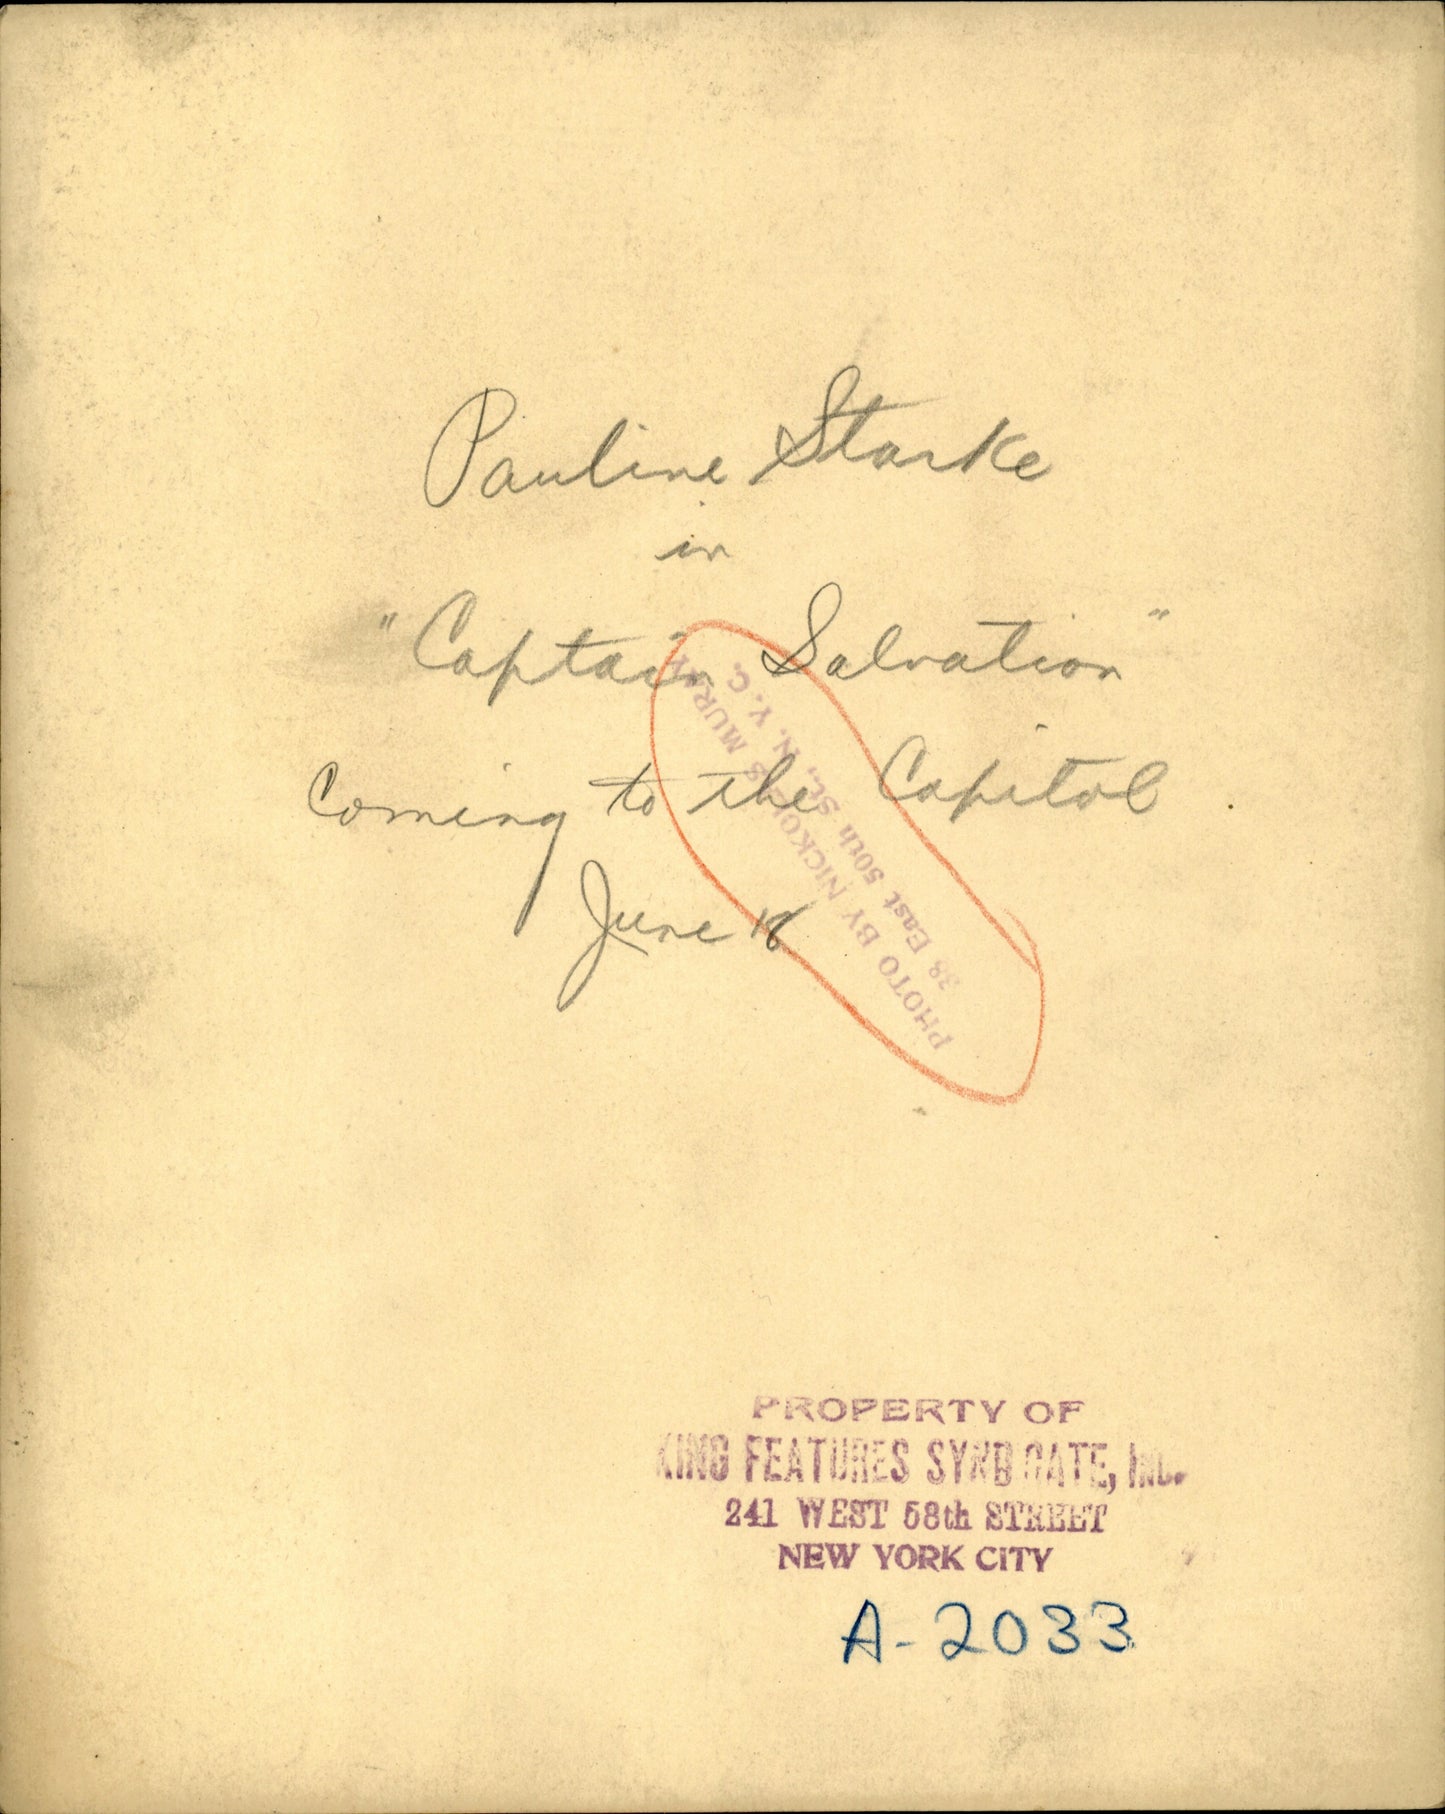 Pauline Starke
in
"Captain Salvation"
Coming to the Capitol.
June 18
PHOTO BY NICKOLAS MURAY
38 East 50th St., N. Y. C.
PROPERTY OF
KING FEATURES SYNDICATE, INC.
241 WEST 58th STREET
NEW YORK CITY
A-2033